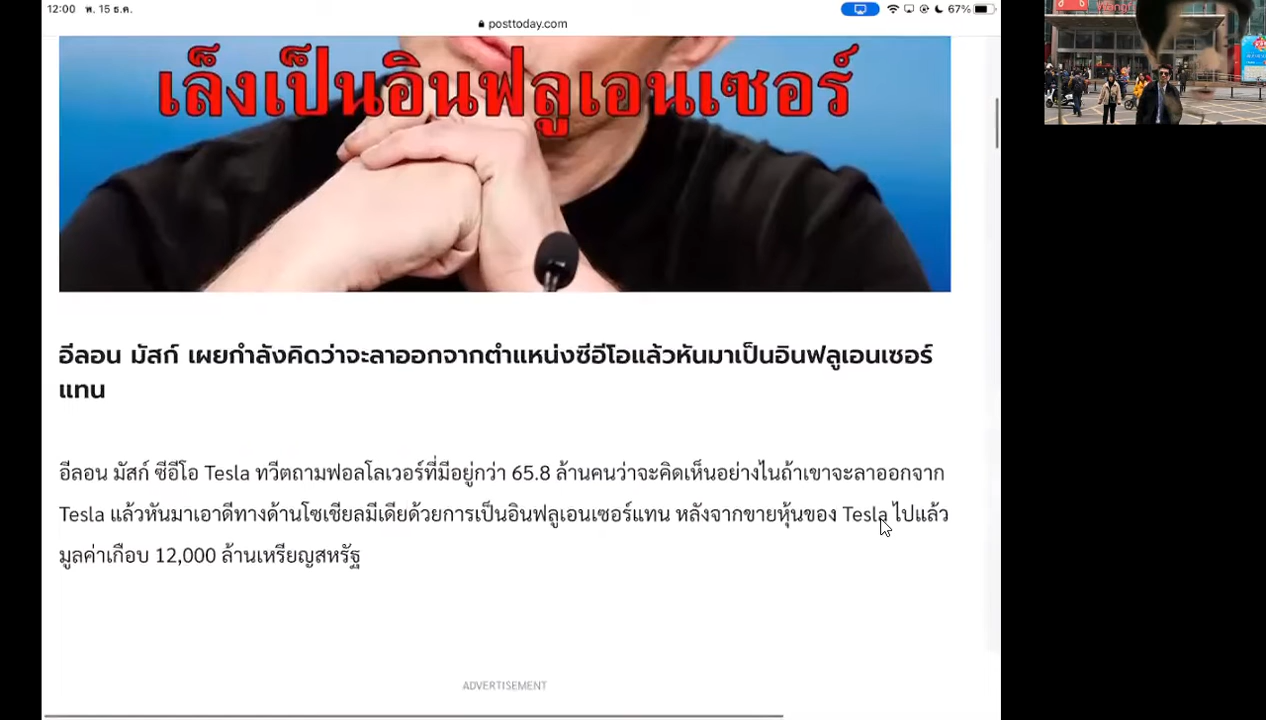 12:00 พ. 15 ธ.ค.
67%
posttoday.com
เล็งเป็นอินฟลูเอนเซอร์
อีลอน มัสก์ เผยกำลังคิดว่าจะลาออกจากตำแหน่งซีอีโอแล้วหันมาเป็นอินฟลูเอนเซอร์
แทน
อีลอน มัสก์ ซีอีโอ Tesla ทวีตถามฟอลโลเวอร์ที่มีอยู่กว่า 65.8 ล้านคนว่าจะคิดเห็นอย่างไนถ้าเขาจะลาออกจาก
Tesla แล้วหันมาเอาดีทางด้านโซเชียลมีเดียด้วยการเป็นอินฟลูเอนเซอร์แทน หลังจากขายหุ้นของ Tesla ไปแล้ว
มูลค่าเกือบ 12,000 ล้านเหรียญสหรัฐ
ADVERTISEMENT